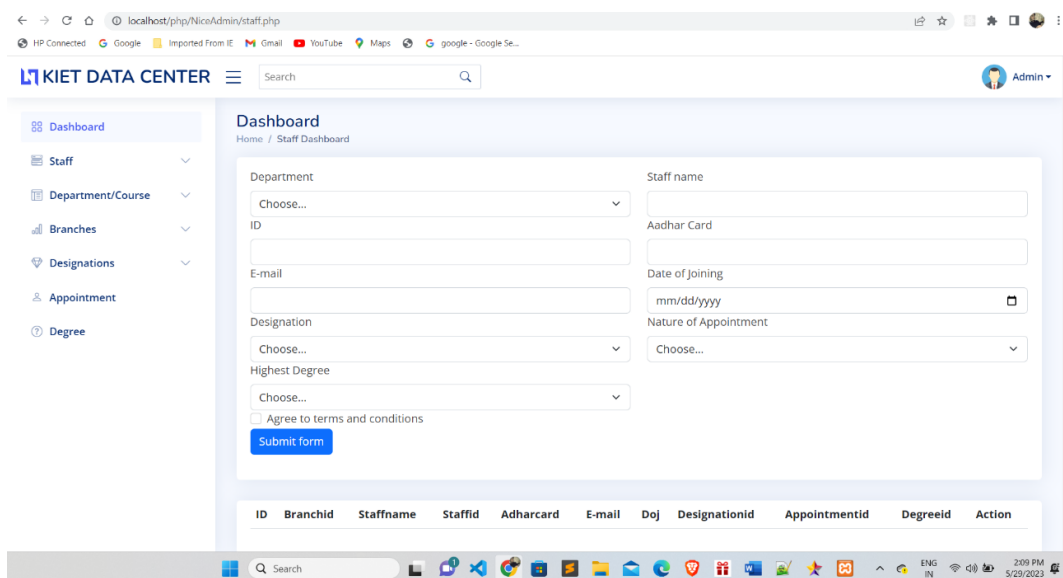 localhost/php/NiceAdmin/staff.php
HP Connected Google Imported From IE Gmail YouTube Maps google - Google Se...
KIET DATA CENTER Search Admin
Dashboard
Staff
Department/Course
Branches
Designations
Appointment
Degree
Dashboard
Home / Staff Dashboard
Department Staff name
Choose...
ID Aadhar Card
E-mail Date of Joining
mm/dd/yyyy
Designation Nature of Appointment
Choose... Choose...
Highest Degree
Choose...
Agree to terms and conditions
Submit form
ID Branchid Staffname Staffid Adharcard E-mail Doj Designationid Appointmentid Degreeid Action
Search ENG 2:09 PM
IN 5/29/2023